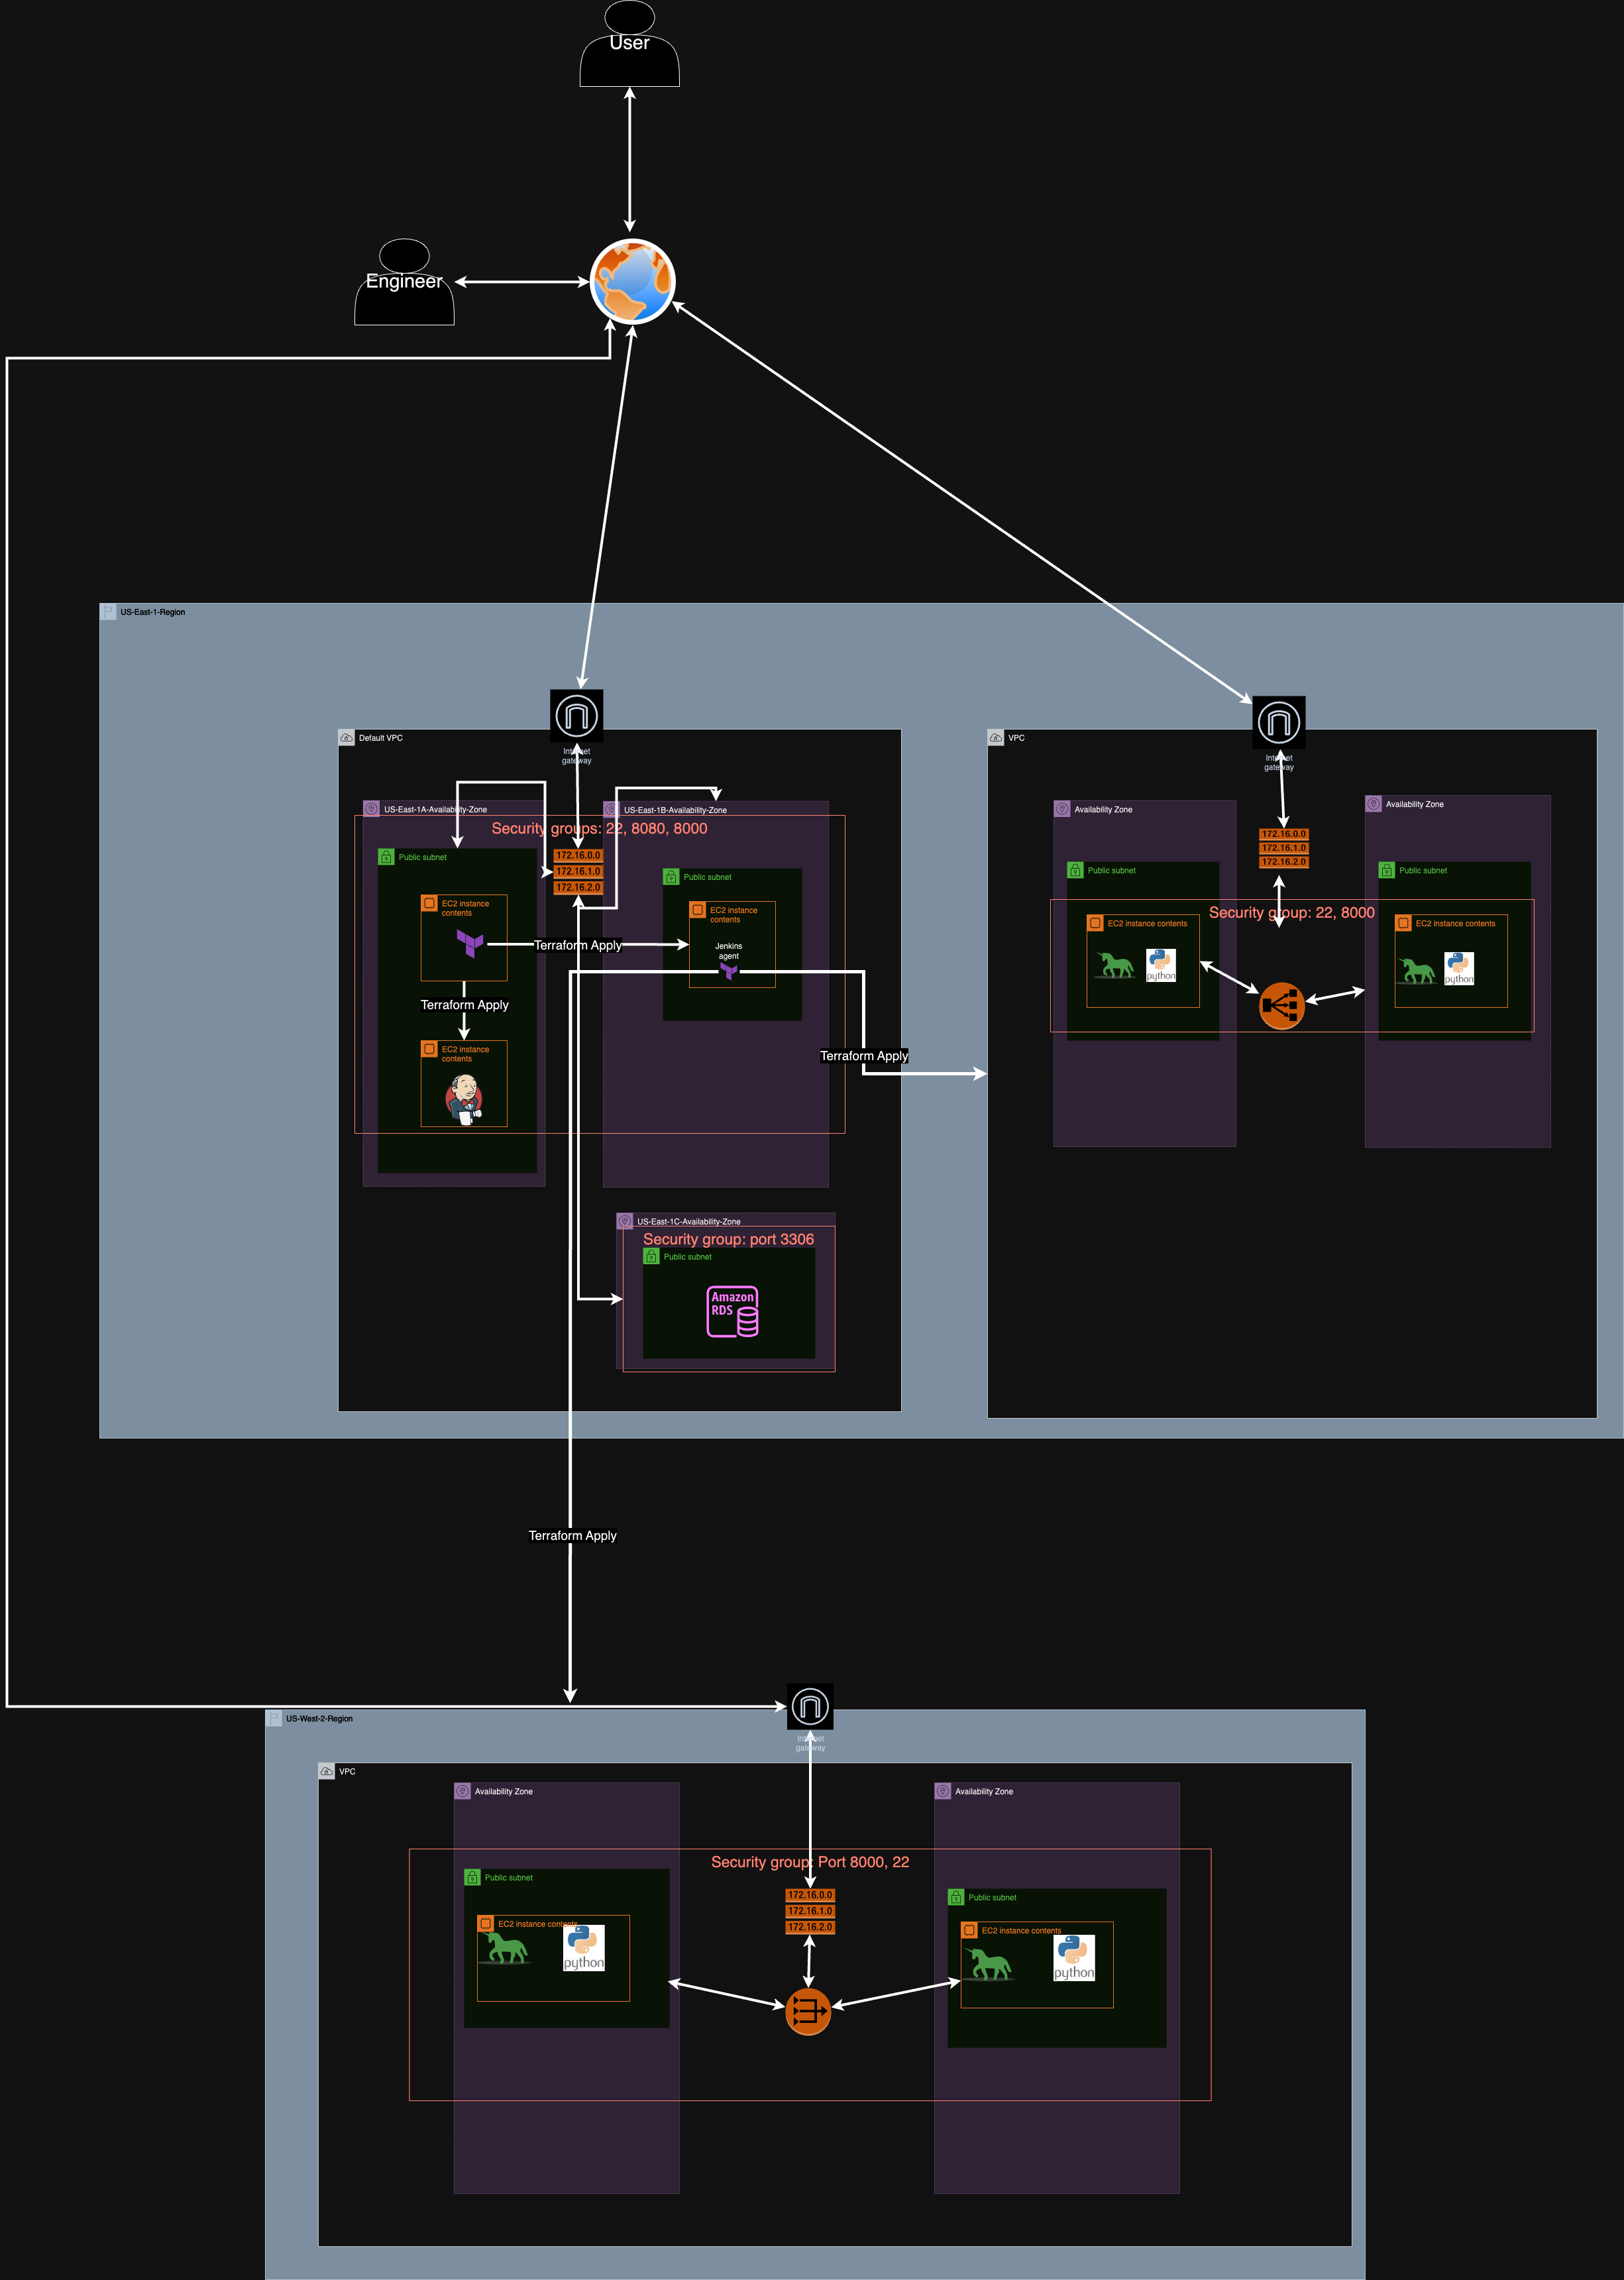 User
Engineer
US-East-1-Region
Internet
gateway
Default VPC
US-East-1A-Availability-Zone
US-East-1B-Availability-Zone
Security groups: 22, 8080, 8000
Public subnet
172.16.0.0
172.16.1.0
172.16.2.0
Public subnet
EC2 instance
contents
EC2 instance
contents
Terraform Apply
Jenkins
agent
Terraform Apply
EC2 instance
contents
Terraform Apply
US-East-1C-Availability-Zone
Security group: port 3306
Public subnet
Amazon
RDS
Internet
gateway
VPC
Availability Zone
Availability Zone
172.16.0.0
172.16.1.0
172.16.2.0
Public subnet
Public subnet
Security group: 22, 8000
EC2 instance contents
EC2 instance contents
python
python
Terraform Apply
US-West-2-Region
Internet
gateway
VPC
Availability Zone
Availability Zone
Security group: Port 8000, 22
Public subnet
172.16.0.0
172.16.1.0
172.16.2.0
Public subnet
EC2 instance contents
EC2 instance contents
python
python